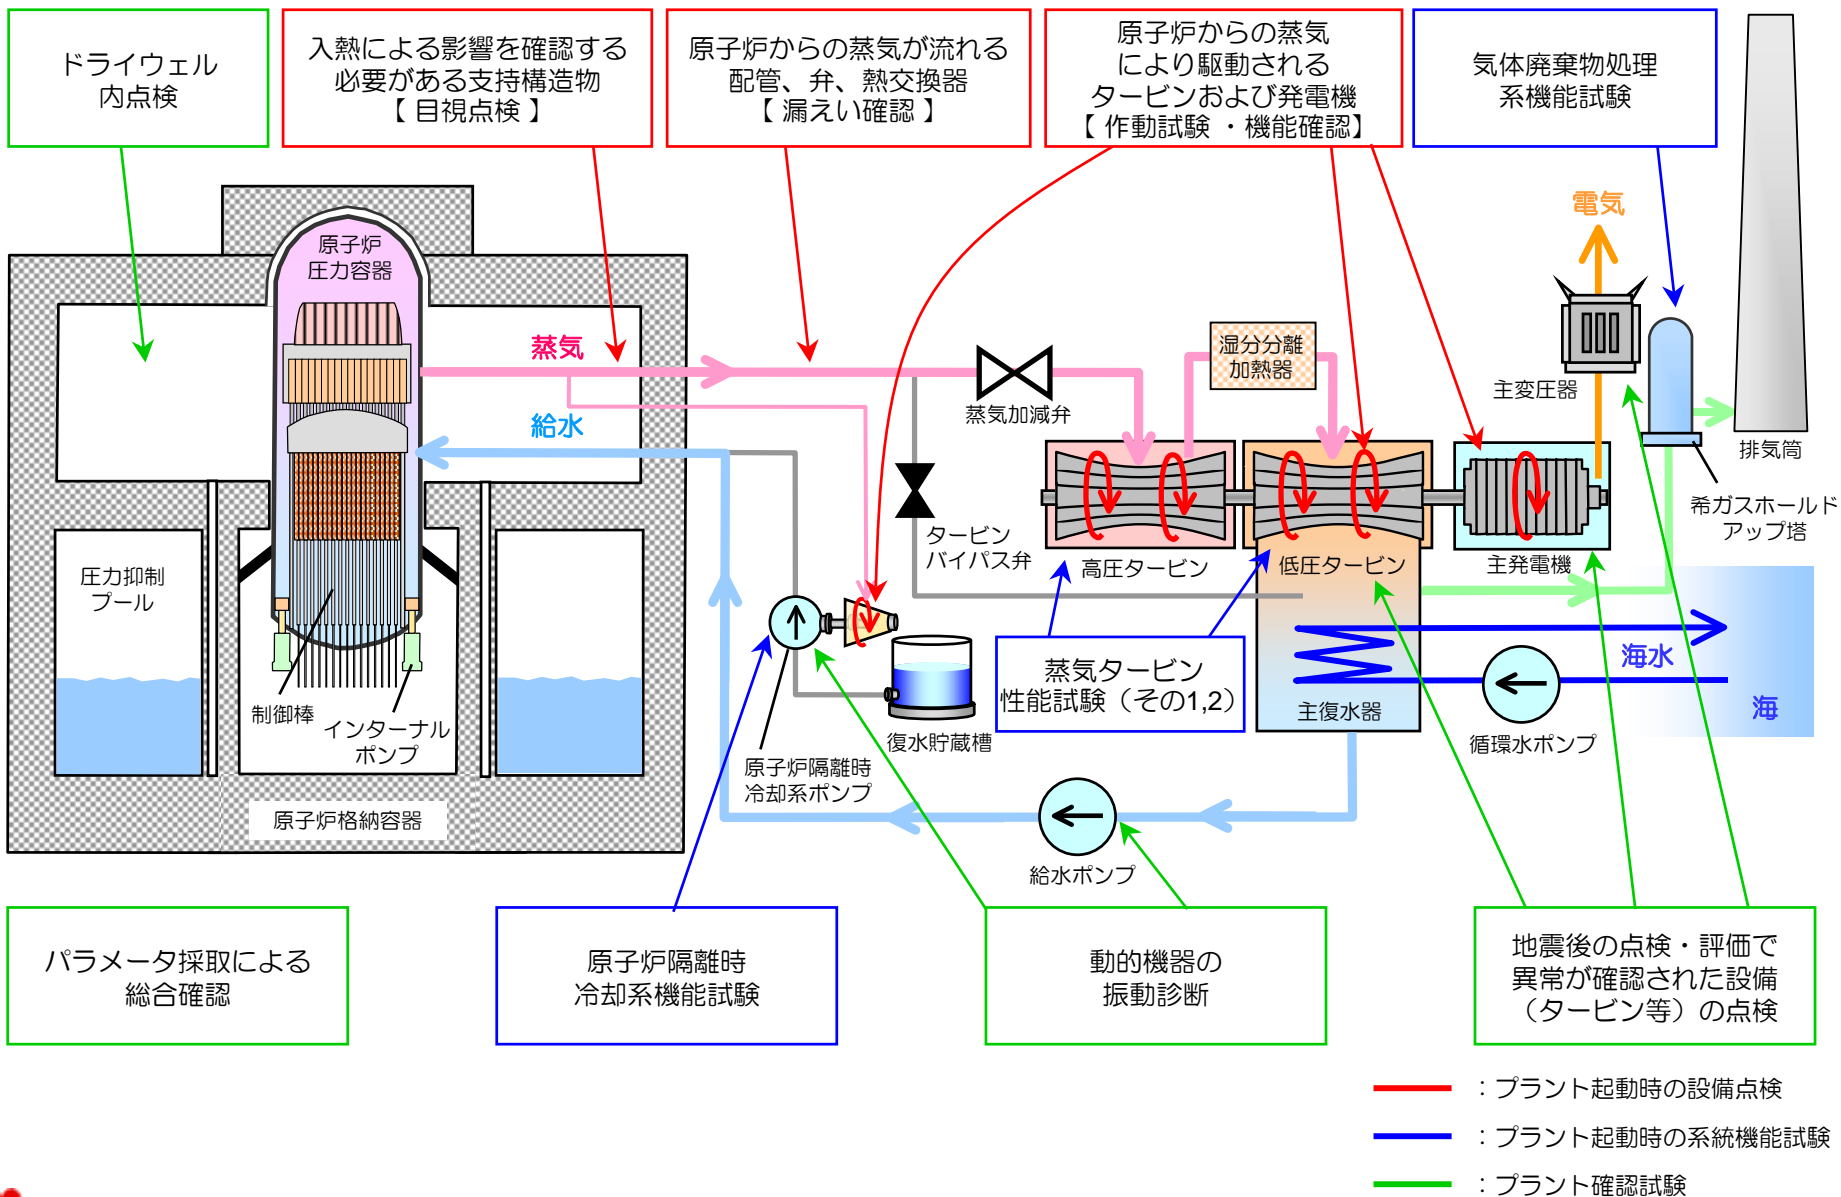 ドライウェル
内点検
入熱による影響を確認する
必要がある支持構造物
【 目視点検 】
原子炉からの蒸気が流れる
配管、弁、熱交換器
【 漏えい確認 】
原子炉からの蒸気
により駆動される
タービンおよび発電機
【 作動試験 ・機能確認】
気体廃棄物処理
系機能試験
電気
原子炉
圧力容器
蒸気
給水
湿分分離
加熱器
蒸気加減弁
主変圧器
排気筒
希ガスホールド
アップ塔
タービン
バイパス弁
高圧タービン
低圧タービン
主発電機
圧力抑制
プール
蒸気タービン
性能試験（その1,2）
海水
海
制御棒
インターナル
ポンプ
主復水器
循環水ポンプ
復水貯蔵槽
原子炉隔離時
冷却系ポンプ
原子炉格納容器
給水ポンプ
パラメータ採取による
総合確認
原子炉隔離時
冷却系機能試験
動的機器の
振動診断
地震後の点検・評価で
異常が確認された設備
（タービン等）の点検
：プラント起動時の設備点検
：プラント起動時の系統機能試験
：プラント確認試験